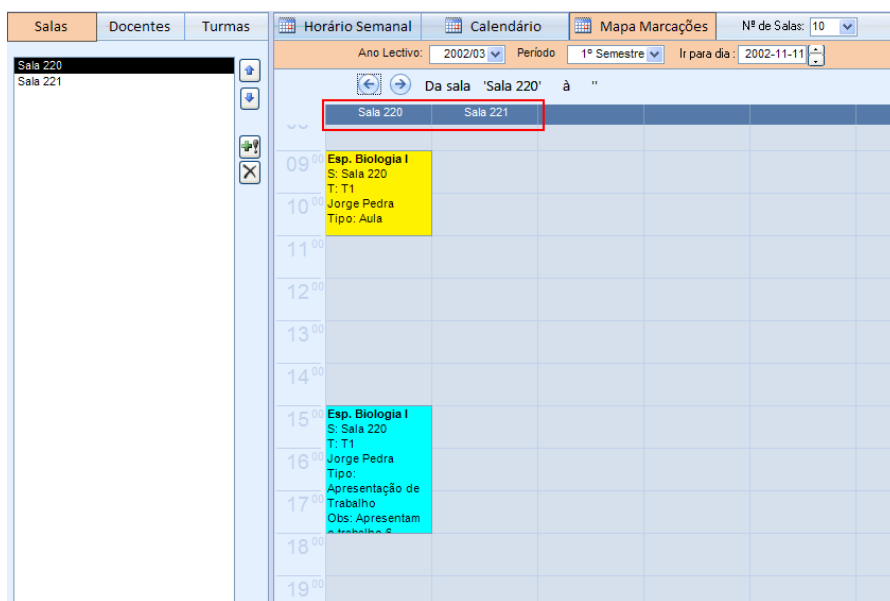 Salas Docentes Turmas
Horário Semanal Calendário Mapa Marcações Nº de Salas: 10
Ano Lectivo: 2002/03 Período 1º Semestre Ir para dia : 2002-11-11
Sala 220
Sala 221
Da sala 'Sala 220' à ''
Sala 220 Sala 221
09 00
Esp. Biologia I
S: Sala 220
T: T1
10 00
Jorge Pedra
Tipo: Aula
11 00
12 00
13 00
14 00
15 00
Esp. Biologia I
S: Sala 220
T: T1
16 00
Jorge Pedra
Tipo:
Apresentação de
17 00
Trabalho
Obs: Apresentam
18 00
19 00